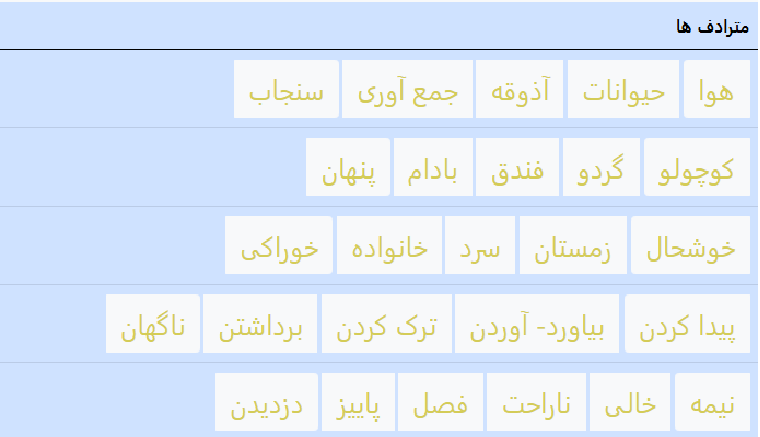 مترادف ها
هوا حیوانات آذوقه جمع آوری سنجاب
کوچولو گردو فندق بادام پنهان
خوشحال زمستان سرد خانواده خوراکی
پیدا کردن بیاورد- آوردن ترک کردن برداشتن ناگهان
نیمه خالی ناراحت فصل پاییز دزدیدن